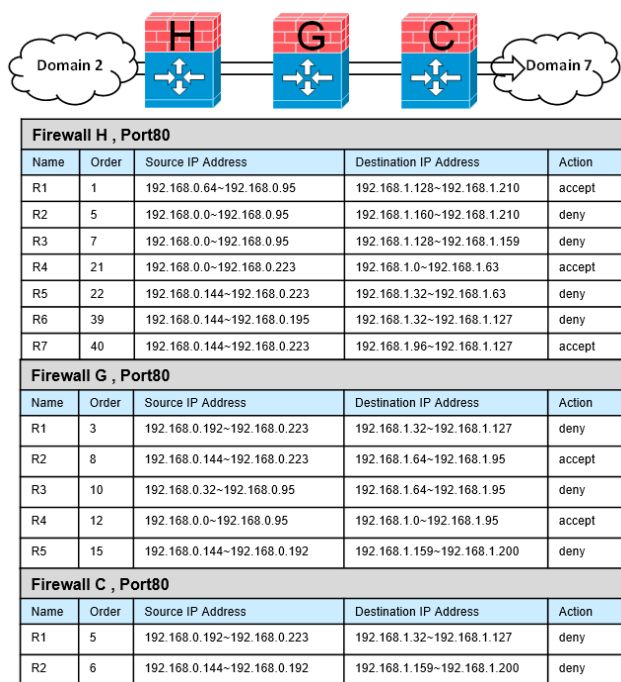 H G C
Domain 2 Domain 7
Firewall H , Port80
Name Order Source IP Address Destination IP Address Action
R1 1 192.168.0.64~192.168.0.95 192.168.1.128~192.168.1.210 accept
R2 5 192.168.0.0~192.168.0.95 192.168.1.160~192.168.1.210 deny
R3 7 192.168.0.0~192.168.0.95 192.168.1.128~192.168.1.159 deny
R4 21 192.168.0.0~192.168.0.223 192.168.1.0~192.168.1.63 accept
R5 22 192.168.0.144~192.168.0.223 192.168.1.32~192.168.1.63 deny
R6 39 192.168.0.144~192.168.0.195 192.168.1.32~192.168.1.127 deny
R7 40 192.168.0.144~192.168.0.223 192.168.1.96~192.168.1.127 accept
Firewall G , Port80
Name Order Source IP Address Destination IP Address Action
R1 3 192.168.0.192~192.168.0.223 192.168.1.32~192.168.1.127 deny
R2 8 192.168.0.144~192.168.0.223 192.168.1.64~192.168.1.95 accept
R3 10 192.168.0.32~192.168.0.95 192.168.1.64~192.168.1.95 deny
R4 12 192.168.0.0~192.168.0.95 192.168.1.0~192.168.1.95 accept
R5 15 192.168.0.144~192.168.0.192 192.168.1.159~192.168.1.200 deny
Firewall C , Port80
Name Order Source IP Address Destination IP Address Action
R1 5 192.168.0.192~192.168.0.223 192.168.1.32~192.168.1.127 deny
R2 6 192.168.0.144~192.168.0.192 192.168.1.159~192.168.1.200 deny